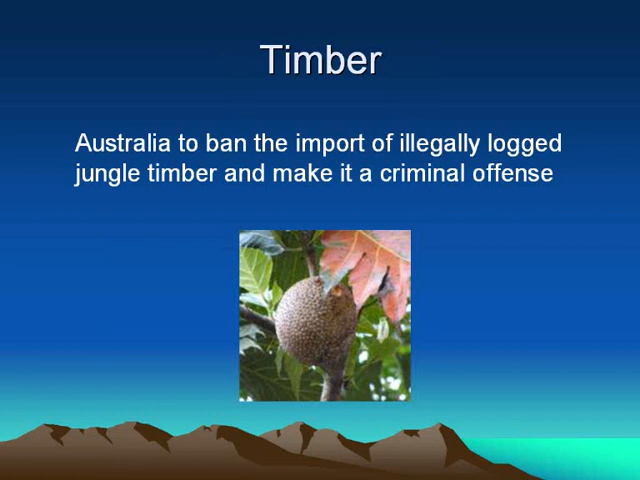 Timber
Australia to ban the import of illegally logged
jungle timber and make it a criminal offense